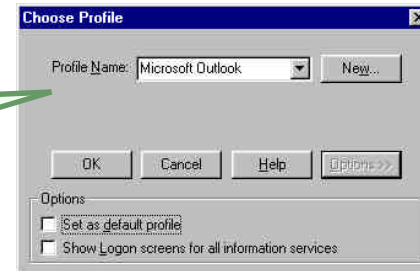 Choose Profile
Profile Name: Microsoft Outlook New...
OK Cancel Help Options >>
Options
Set as default profile
Show Logon screens for all information services